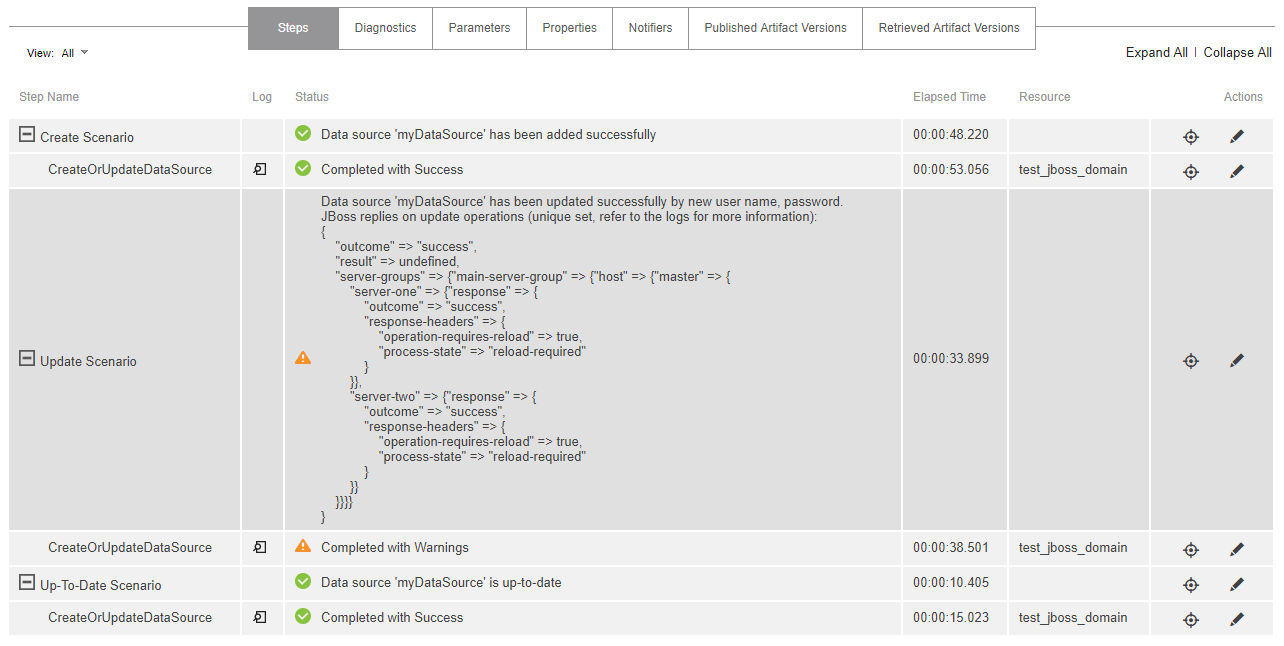 Steps Diagnostics Parameters Properties Notifiers Published Artifact Versions Retrieved Artifact Versions
View: All Expand All | Collapse All
Step Name Log Status Elapsed Time Resource Actions
Create Scenario Data source 'myDataSource' has been added successfully 00:00:48.220
CreateOrUpdateDataSource Completed with Success 00:00:53.056 test_jboss_domain
Data source 'myDataSource' has been updated successfully by new user name, password.
JBoss replies on update operations (unique set, refer to the logs for more information):
{
"outcome" => "success",
"result" => undefined,
"server-groups" => {"main-server-group" => {"host" => {"master" => {
"server-one" => {"response" => {
"outcome" => "success",
"response-headers" => {
"operation-requires-reload" => true,
"process-state" => "reload-required"
Update Scenario 00:00:33.899
}
}},
"server-two" => {"response" => {
"outcome" => "success",
"response-headers" => {
"operation-requires-reload" => true,
"process-state" => "reload-required"
}
}}
}}}}
}
CreateOrUpdateDataSource Completed with Warnings 00:00:38.501 test_jboss_domain
Up-To-Date Scenario Data source 'myDataSource' is up-to-date 00:00:10.405
CreateOrUpdateDataSource Completed with Success 00:00:15.023 test_jboss_domain